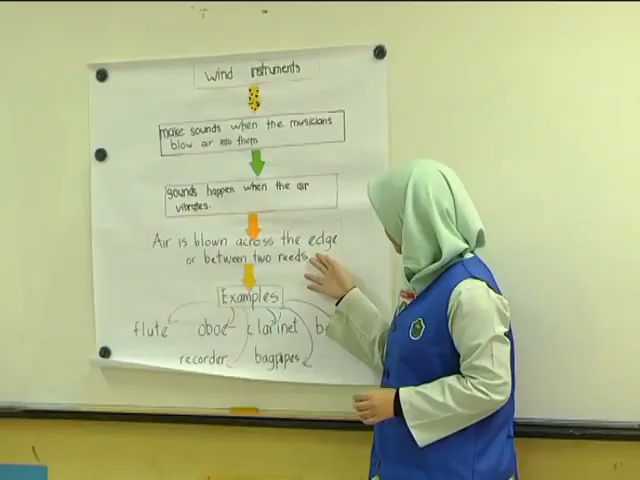 Wind instruments
make sounds when the musicians
blow air into them
sounds happen when the air
vibrates.
Air is blown across the edge
or between two reeds.
Examples
flute oboe clarinet
recorder bagpipes